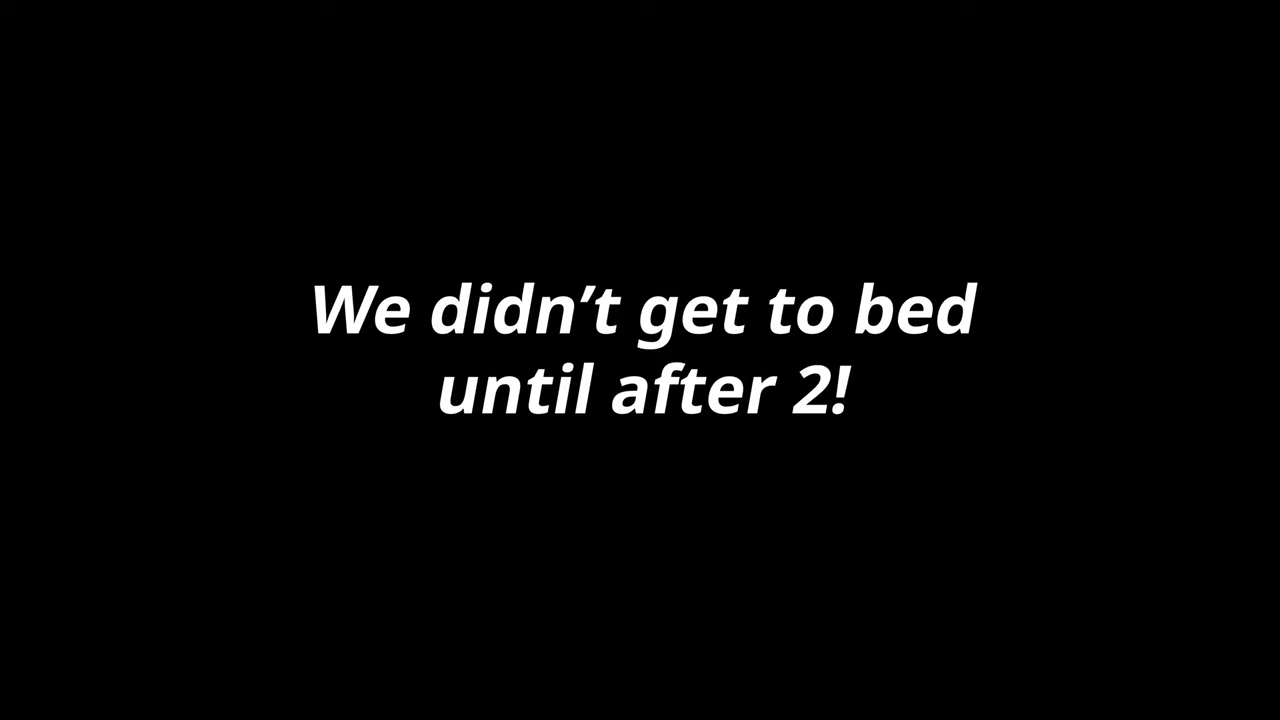 We didn’t get to bed
until after 2!